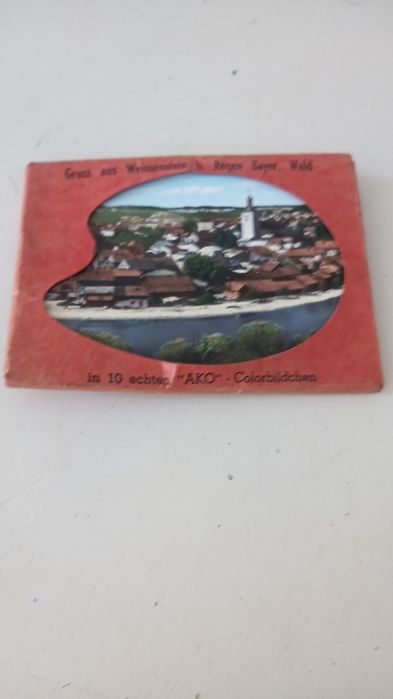 Gruss aus Weissenstein b. Regen Bayer. Wald
in 10 echten "AKO" - Colorbildchen